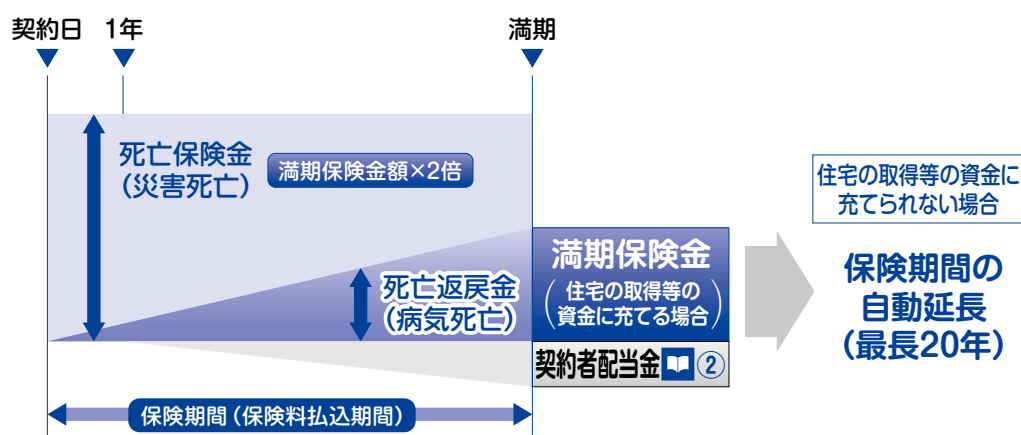 契約日
1年
満期
死亡保険金
(災害死亡)
満期保険金額×2倍
死亡返戻金
(病気死亡)
満期保険金
(住宅の取得等の
資金に充てる場合)
契約者配当金 ②
保険期間(保険料払込期間)
住宅の取得等の資金に
充てられない場合
保険期間の
自動延長
(最長20年)